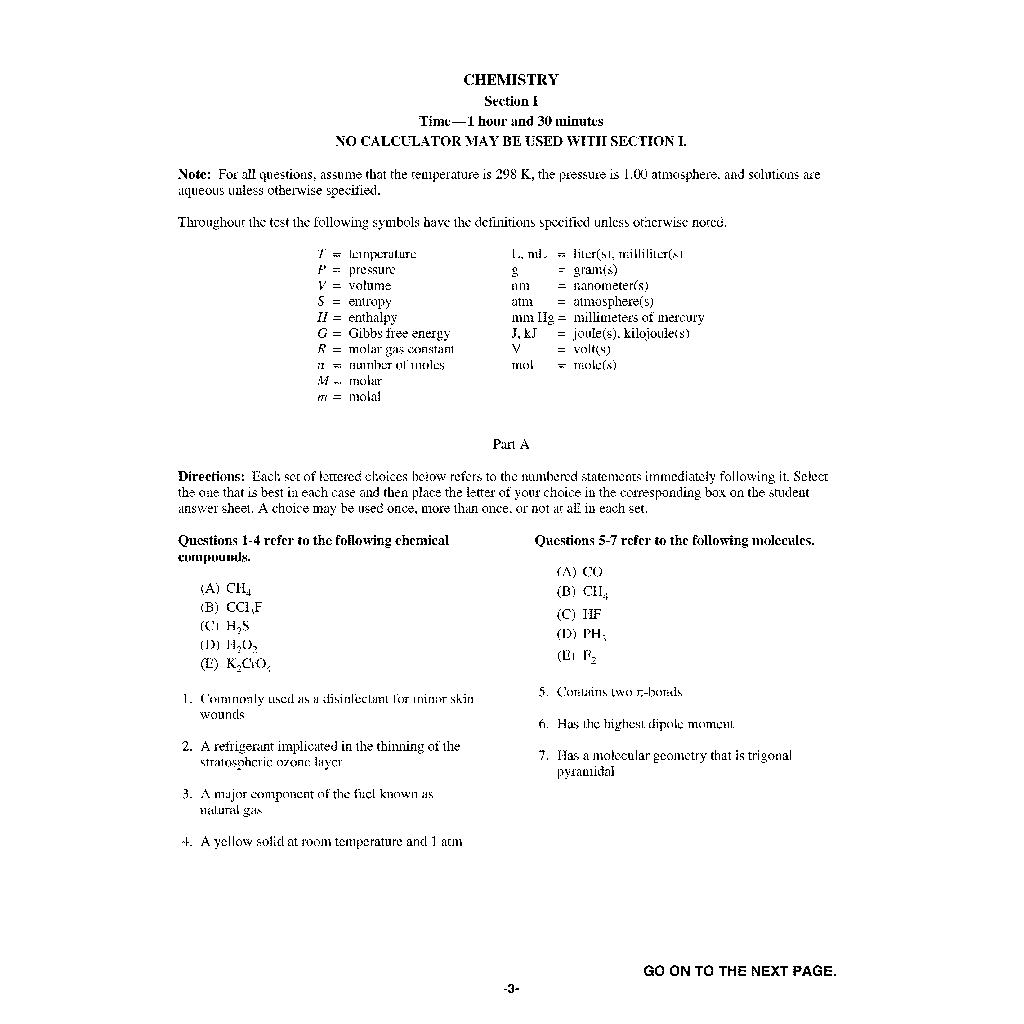 CHEMISTRY
Section I
Time—1 hour and 30 minutes
NO CALCULATOR MAY BE USED WITH SECTION I.
Note: For all questions, assume that the temperature is 298 K, the pressure is 1.00 atmosphere, and solutions are
aqueous unless otherwise specified.
Throughout the test the following symbols have the definitions specified unless otherwise noted.
T = temperature
P = pressure
V = volume
S = entropy
H = enthalpy
G = Gibbs free energy
R = molar gas constant
n = number of moles
M = molar
m = molal
L, mL = liter(s), milliliter(s)
g = gram(s)
nm = nanometer(s)
atm = atmosphere(s)
mm Hg = millimeters of mercury
J, kJ = joule(s), kilojoule(s)
V = volt(s)
mol = mole(s)
Part A
Directions: Each set of lettered choices below refers to the numbered statements immediately following it. Select
the one that is best in each case and then place the letter of your choice in the corresponding box on the student
answer sheet. A choice may be used once, more than once, or not at all in each set.
Questions 1-4 refer to the following chemical
compounds.
(A) CH₄
(B) CCl₃F
(C) H₂S
(D) H₂O₂
(E) K₂CrO₄
1. Commonly used as a disinfectant for minor skin
wounds
2. A refrigerant implicated in the thinning of the
stratospheric ozone layer
3. A major component of the fuel known as
natural gas
4. A yellow solid at room temperature and 1 atm
Questions 5-7 refer to the following molecules.
(A) CO
(B) CH₄
(C) HF
(D) PH₃
(E) F₂
5. Contains two π-bonds
6. Has the highest dipole moment
7. Has a molecular geometry that is trigonal
pyramidal
GO ON TO THE NEXT PAGE.
-3-